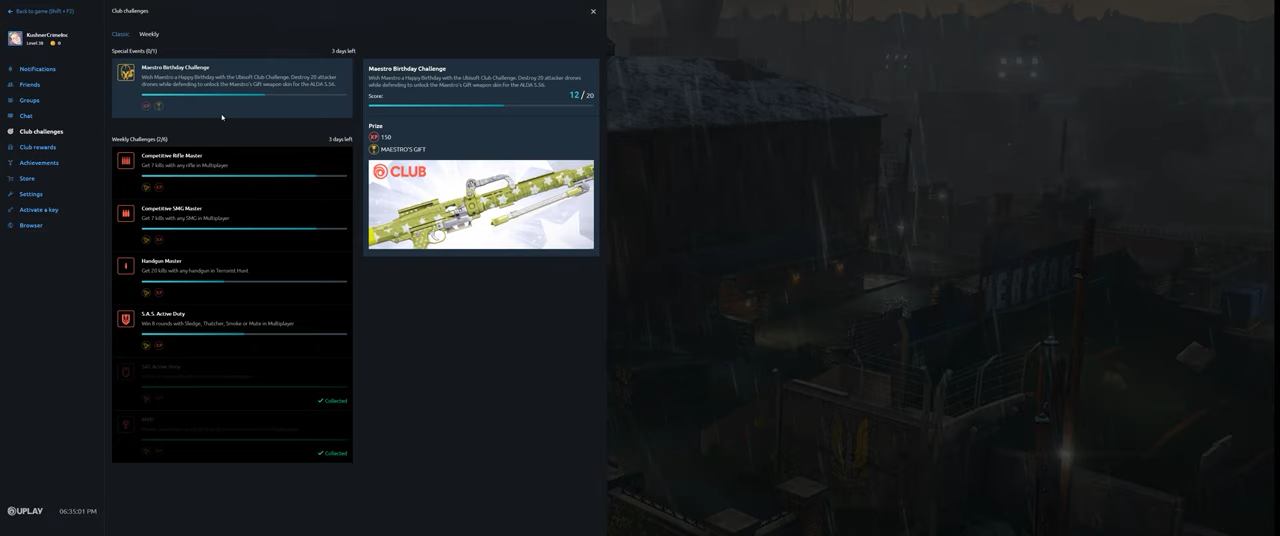 Back to game (Shift + F2)
KushnerCrimeInc
Level 38
0
Notifications
Friends
Groups
Chat
Club challenges
Club rewards
Achievements
Store
Settings
Activate a key
Browser
UPLAY
06:35:01 PM
Club challenges
Classic
Weekly
Special Events (0/1)
3 days left
Maestro Birthday Challenge
Wish Maestro a Happy Birthday with the Ubisoft Club Challenge. Destroy 20 attacker
drones while defending to unlock the Maestro's Gift weapon skin for the ALDA 5.56.
XP
Weekly Challenges (2/6)
3 days left
Competitive Rifle Master
Get 7 kills with any rifle in Multiplayer
XP
Competitive SMG Master
Get 7 kills with any SMG in Multiplayer
XP
Handgun Master
Get 20 kills with any handgun in Terrorist Hunt
XP
S.A.S. Active Duty
Win 8 rounds with Sledge, Thatcher, Smoke or Mute in Multiplayer
XP
Collected
Collected
Maestro Birthday Challenge
Wish Maestro a Happy Birthday with the Ubisoft Club Challenge. Destroy 20 attacker
drones while defending to unlock the Maestro's Gift weapon skin for the ALDA 5.56.
Score:
12 / 20
Prize
XP 150
MAESTRO'S GIFT
CLUB